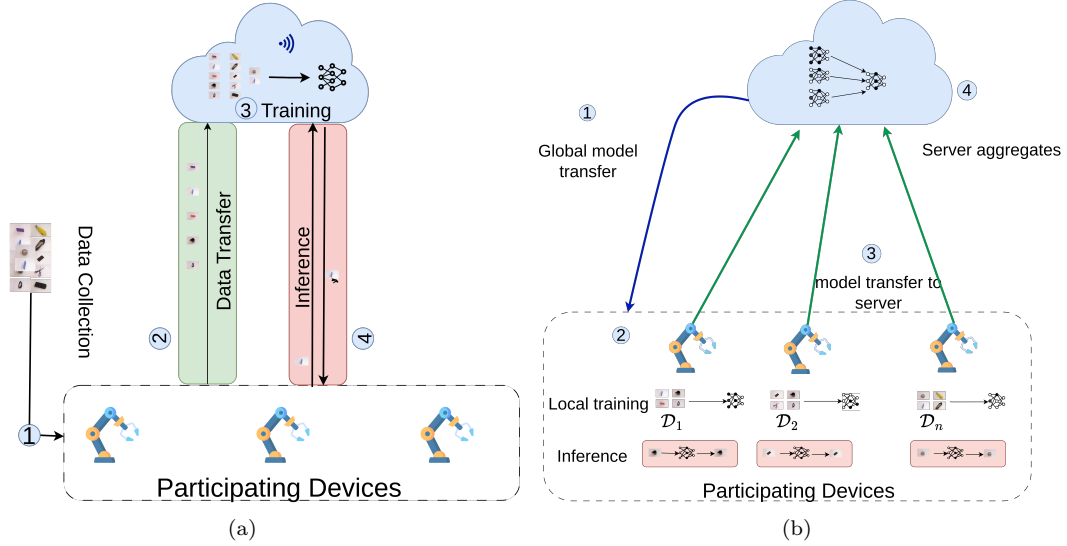 3 Training
Data Collection
Data Transfer
Inference
2
4
1
Participating Devices
(a)
1
Global model
transfer
4
Server aggregates
3
model transfer to
server
2
Local training
𝒟₁
𝒟₂
𝒟ₙ
Inference
Participating Devices
(b)